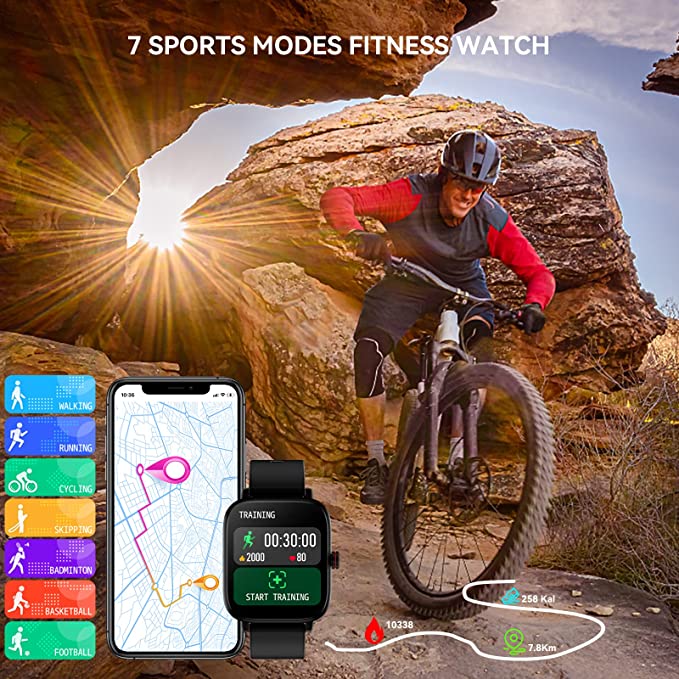 7 SPORTS MODES FITNESS WATCH
WALKING
RUNNING
CYCLING
SKIPPING
BADMINTON
BASKETBALL
FOOTBALL
10:36
TRAINING
00:30:00
2000 80
START TRAINING
10338
258 Kal
7.8Km